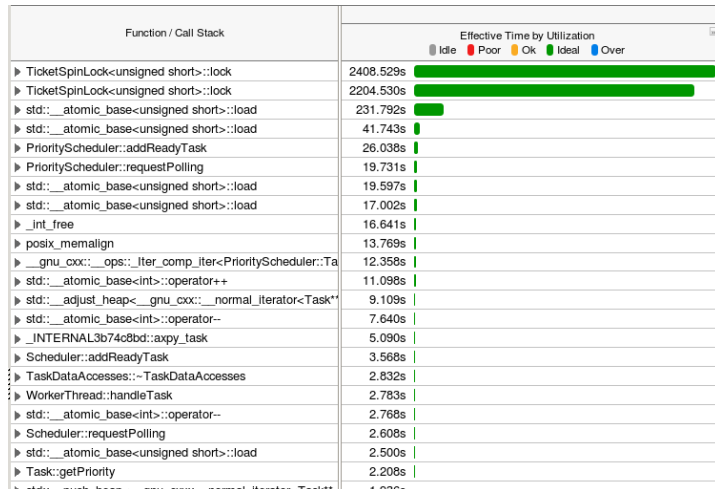 Function / Call Stack
Effective Time by Utilization
Idle Poor Ok Ideal Over
TicketSpinLock<unsigned short>::lock 2408.529s
TicketSpinLock<unsigned short>::lock 2204.530s
std::__atomic_base<unsigned short>::load 231.792s
std::__atomic_base<unsigned short>::load 41.743s
PriorityScheduler::addReadyTask 26.038s
PriorityScheduler::requestPolling 19.731s
std::__atomic_base<unsigned short>::load 19.597s
std::__atomic_base<unsigned short>::load 17.002s
_int_free 16.641s
posix_memalign 13.769s
__gnu_cxx::__ops::_Iter_comp_iter<PriorityScheduler::Ta 12.358s
std::__atomic_base<int>::operator++ 11.098s
std::__adjust_heap<__gnu_cxx::__normal_iterator<Task** 9.109s
std::__atomic_base<int>::operator-- 7.640s
_INTERNAL3b74c8bd::axpy_task 5.090s
Scheduler::addReadyTask 3.568s
TaskDataAccesses::~TaskDataAccesses 2.832s
WorkerThread::handleTask 2.783s
std::__atomic_base<int>::operator-- 2.768s
Scheduler::requestPolling 2.608s
std::__atomic_base<unsigned short>::load 2.500s
Task::getPriority 2.208s